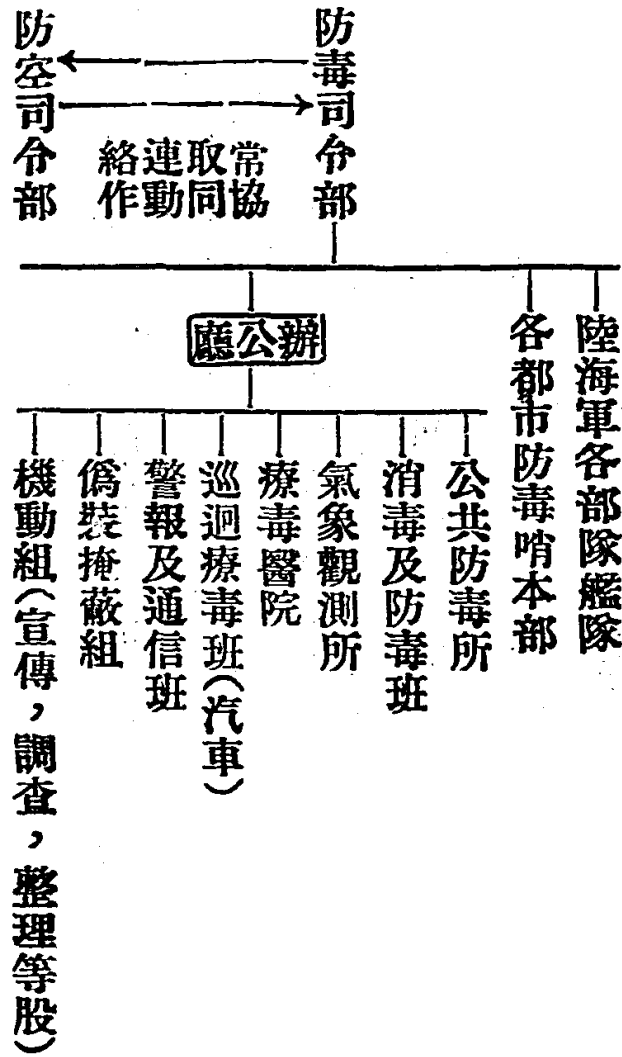 防毒司令部
常取連絡
協同動作
防空司令部
陸海軍各部隊艦隊
各都市防毒哨本部
辦公廳
公共防毒所
消毒及防毒班
氣象觀測所
療毒醫院
巡迴療毒班(汽車)
警報及通信班
偽裝掩蔽組
機動組(宣傳，調查，整理等股)